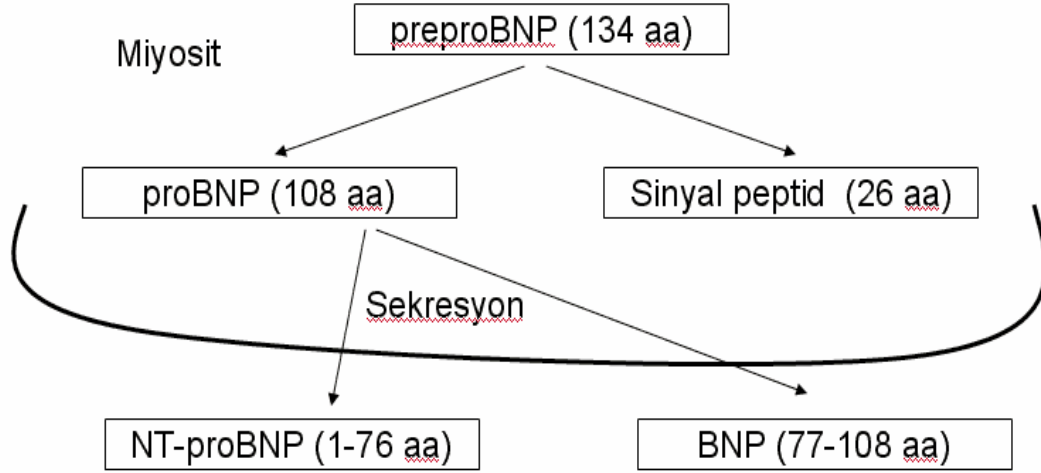 preproBNP (134 aa)
Miyosit
proBNP (108 aa)
Sinyal peptid (26 aa)
Sekresyon
NT-proBNP (1-76 aa)
BNP (77-108 aa)